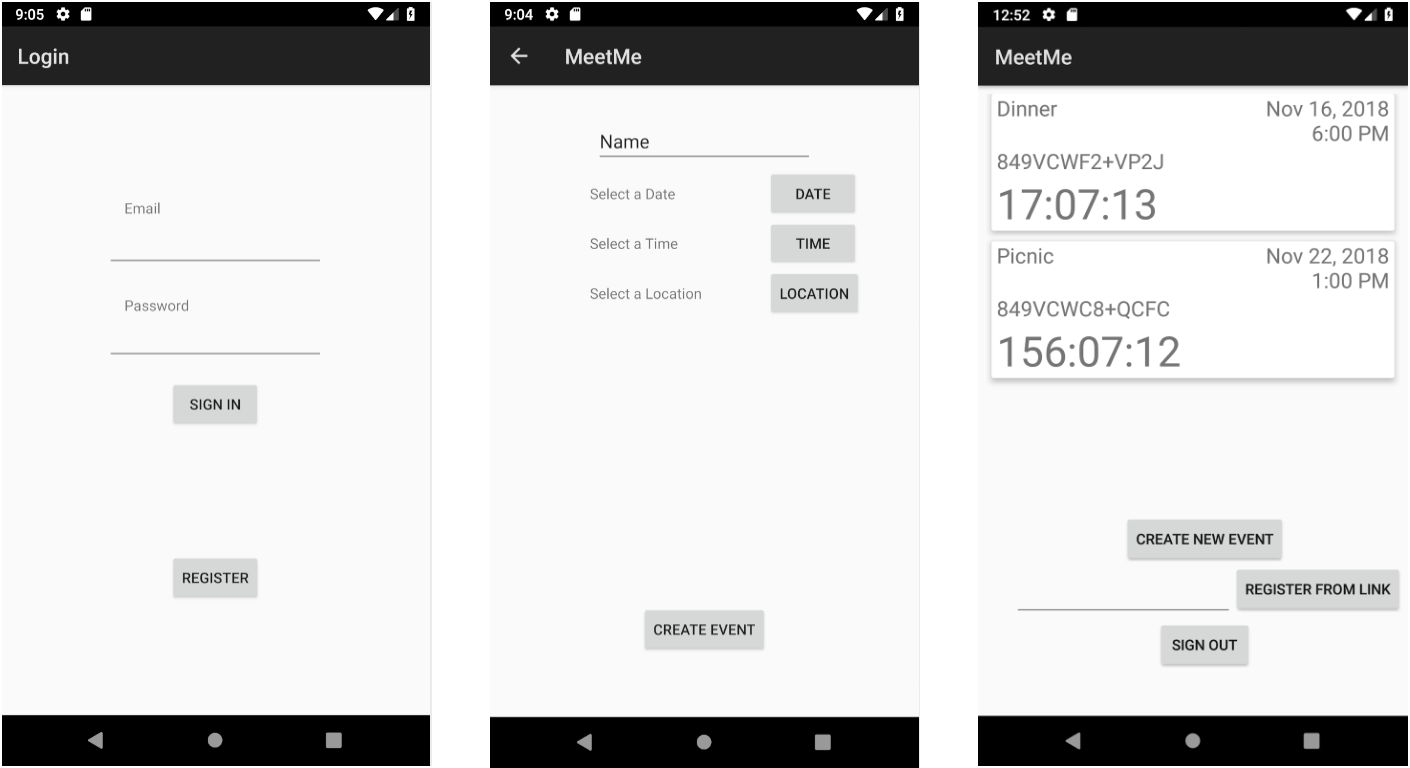 9:05
Login
Email
Password
SIGN IN
REGISTER
9:04
MeetMe
Name
Select a Date DATE
Select a Time TIME
Select a Location LOCATION
CREATE EVENT
12:52
MeetMe
Dinner Nov 16, 2018
6:00 PM
849VCWF2+VP2J
17:07:13
Picnic Nov 22, 2018
1:00 PM
849VCWC8+QCFC
156:07:12
CREATE NEW EVENT
REGISTER FROM LINK
SIGN OUT